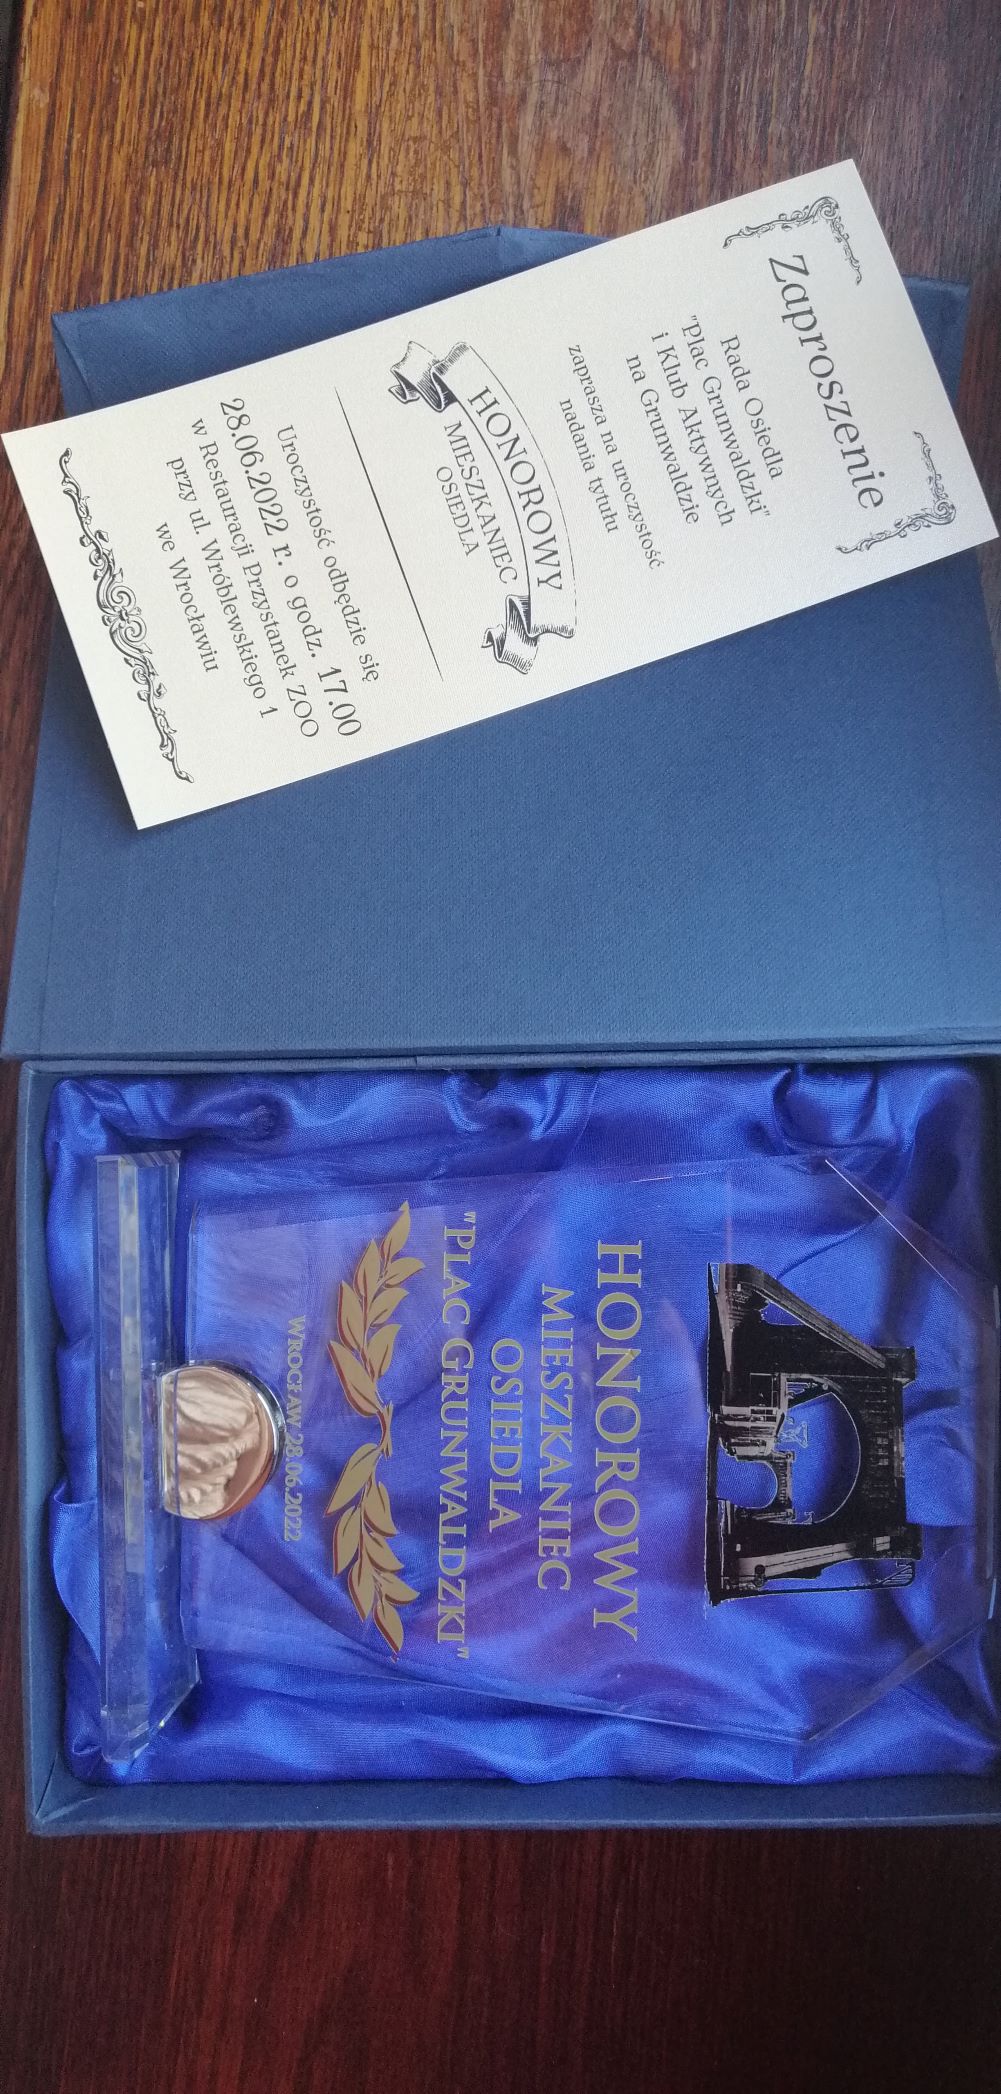 Zaproszenie
Rada Osiedla
"Plac Grunwaldzki"
i Klub Aktywnych
na Grunwaldzie
zaprasza na uroczystość
nadania tytułu
HONOROWY
MIESZKANIEC
OSIEDLA
Uroczystość odbędzie się
28.06.2022 r. o godz. 17.00
w Restauracji Przystanek ZOO
przy ul. Wróblewskiego 1
we Wrocławiu
HONOROWY
MIESZKANIEC
OSIEDLA
"PLAC GRUNWALDZKI"
WROCŁAW 28.06.2022